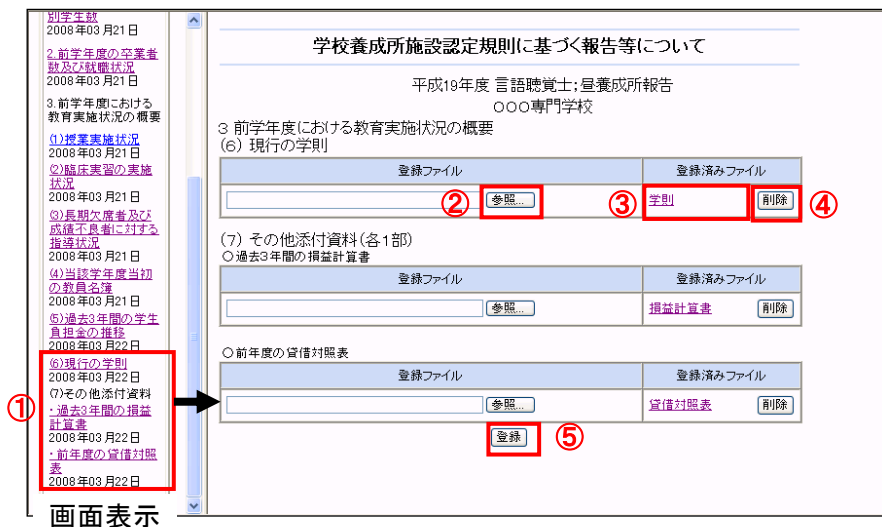 別学生数
2008年03月21日
2.前学年度の卒業者
数及び就職状況
2008年03月21日
3.前学年度における
教育実施状況の概要
(1)授業実施状況
2008年03月21日
(2)臨床実習の実施
状況
2008年03月21日
(3)長期欠席者及び
成績不良者に対する
指導状況
2008年03月21日
(4)当該学年度当初
の教員名簿
2008年03月21日
(5)過去3年間の学生
負担金の推移
2008年03月22日
(6)現行の学則
2008年03月22日
(7)その他添付資料
・過去3年間の損益
計算書
2008年03月22日
・前年度の貸借対照
表
2008年03月22日
①
画面表示
学校養成所施設認定規則に基づく報告等について
平成19年度 言語聴覚士;昼養成所報告
○○○専門学校
3 前学年度における教育実施状況の概要
(6) 現行の学則
登録ファイル 登録済みファイル
② 参照... ③ 学則 削除 ④
(7) その他添付資料(各1部)
○過去3年間の損益計算書
登録ファイル 登録済みファイル
参照... 損益計算書 削除
○前年度の貸借対照表
登録ファイル 登録済みファイル
参照... 貸借対照表 削除
登録 ⑤